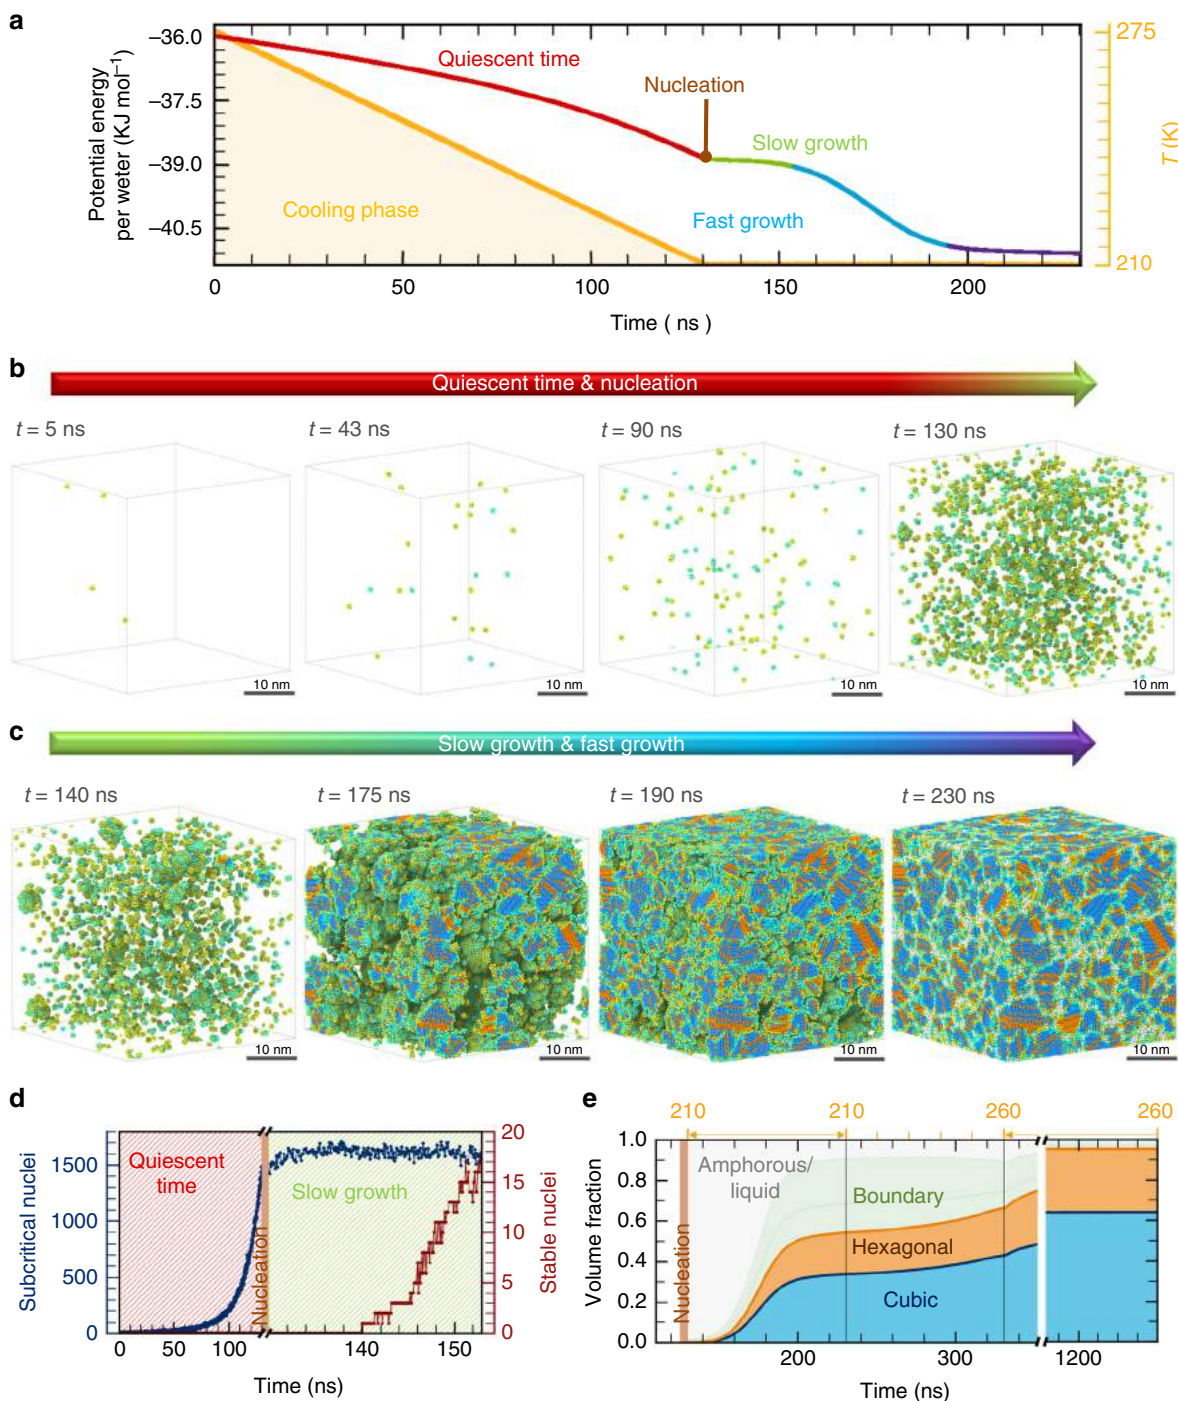 a
Potential energy
per weter (KJ mol–1)
–36.0
–37.5
–39.0
–40.5
Quiescent time
Nucleation
Slow growth
Cooling phase
Fast growth
275
T (K)
210
0
50
100
150
200
Time ( ns )
b
Quiescent time & nucleation
t = 5 ns
t = 43 ns
t = 90 ns
t = 130 ns
10 nm
10 nm
10 nm
10 nm
c
Slow growth & fast growth
t = 140 ns
t = 175 ns
t = 190 ns
t = 230 ns
10 nm
10 nm
10 nm
10 nm
d
Subcritical nuclei
1500
1000
500
0
Quiescent
time
Nucleation
Slow growth
20
15
10
5
0
Stable nuclei
0
50
100
140
150
Time (ns)
e
210
210
260
260
Volume fraction
1.0
0.8
0.6
0.4
0.2
0.0
Nucleation
Amphorous/
liquid
Boundary
Hexagonal
Cubic
200
300
1200
Time (ns)